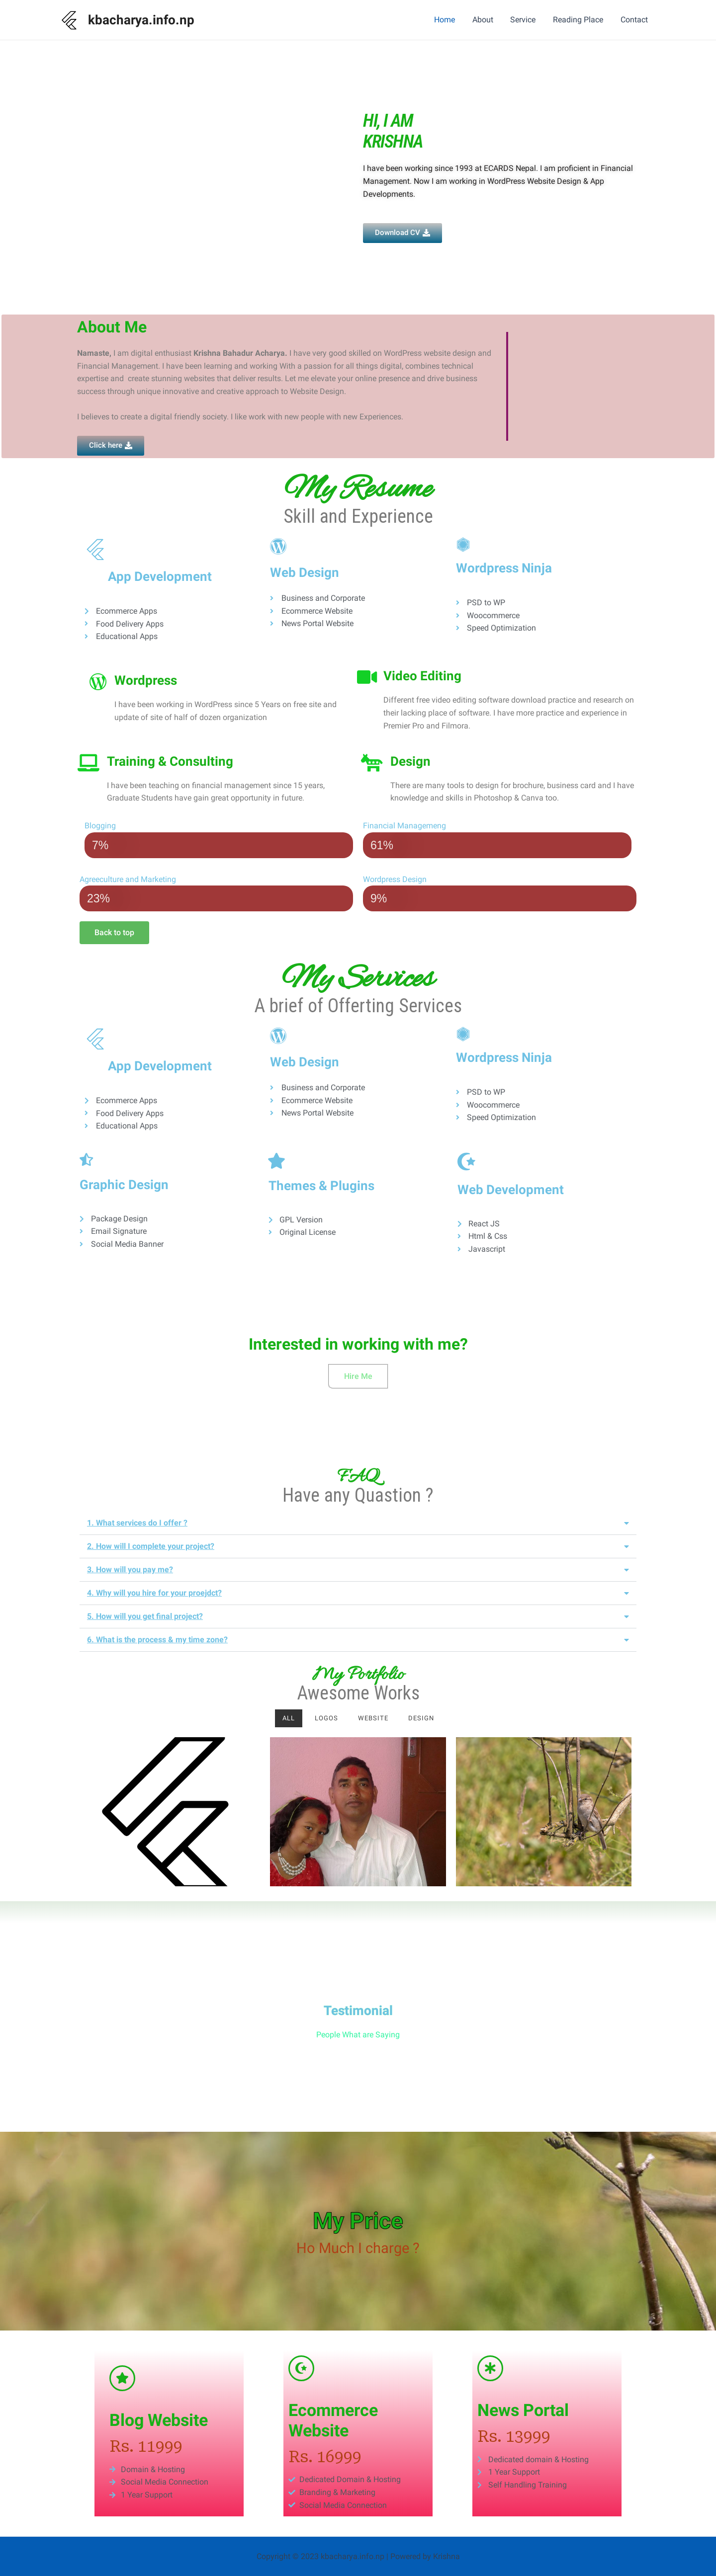 kbacharya.info.np
Home About Service Reading Place Contact
HI, I AM
KRISHNA
I have been working since 1993 at ECARDS Nepal. I am proficient in Financial
Management. Now I am working in WordPress Website Design & App
Developments.
Download CV
About Me
Namaste, I am digital enthusiast Krishna Bahadur Acharya. I have very good skilled on WordPress website design and
Financial Management. I have been learning and working With a passion for all things digital, combines technical
expertise and create stunning websites that deliver results. Let me elevate your online presence and drive business
success through unique innovative and creative approach to Website Design.
I believes to create a digital friendly society. I like work with new people with new Experiences.
Click here
My Resume
Skill and Experience
App Development
Ecommerce Apps
Food Delivery Apps
Educational Apps
Web Design
Business and Corporate
Ecommerce Website
News Portal Website
Wordpress Ninja
PSD to WP
Woocommerce
Speed Optimization
Wordpress
I have been working in WordPress since 5 Years on free site and
update of site of half of dozen organization
Video Editing
Different free video editing software download practice and research on
their lacking place of software. I have more practice and experience in
Premier Pro and Filmora.
Training & Consulting
I have been teaching on financial management since 15 years,
Graduate Students have gain great opportunity in future.
Design
There are many tools to design for brochure, business card and I have
knowledge and skills in Photoshop & Canva too.
Blogging
7%
Financial Managemeng
61%
Agreeculture and Marketing
23%
Wordpress Design
9%
Back to top
My Services
A brief of Offerting Services
App Development
Ecommerce Apps
Food Delivery Apps
Educational Apps
Web Design
Business and Corporate
Ecommerce Website
News Portal Website
Wordpress Ninja
PSD to WP
Woocommerce
Speed Optimization
Graphic Design
Package Design
Email Signature
Social Media Banner
Themes & Plugins
GPL Version
Original License
Web Development
React JS
Html & Css
Javascript
Interested in working with me?
Hire Me
FAQ
Have any Quastion ?
1. What services do I offer ?
2. How will I complete your project?
3. How will you pay me?
4. Why will you hire for your proejdct?
5. How will you get final project?
6. What is the process & my time zone?
My Portfolio
Awesome Works
ALL LOGOS WEBSITE DESIGN
Testimonial
People What are Saying
My Price
Ho Much I charge ?
Blog Website
Rs. 11999
Domain & Hosting
Social Media Connection
1 Year Support
Ecommerce
Website
Rs. 16999
Dedicated Domain & Hosting
Branding & Marketing
Social Media Connection
News Portal
Rs. 13999
Dedicated domain & Hosting
1 Year Support
Self Handling Training
Copyright © 2023 kbacharya.info.np | Powered by Krishna